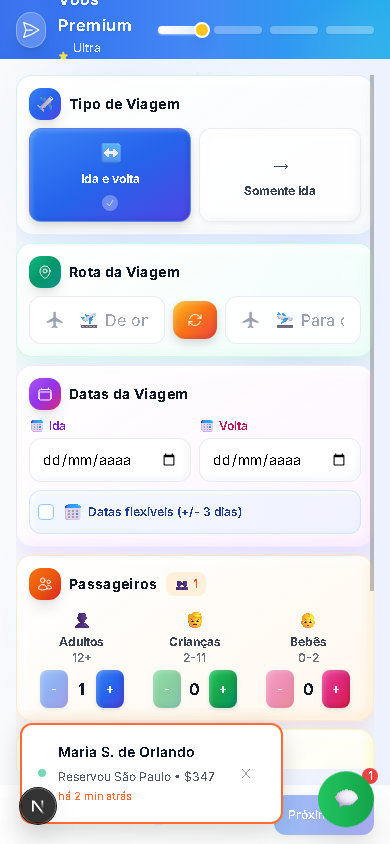 Voos
Premium
Ultra
Tipo de Viagem
Ida e volta
→
Somente ida
Rota da Viagem
De or
Para
Datas da Viagem
Ida
Volta
dd/mm/aaaa
dd/mm/aaaa
Datas flexíveis (+/- 3 dias)
Passageiros
1
Adultos
Crianças
Bebês
12+
2-11
0-2
- 1 +
- 0 +
- 0 +
Maria S. de Orlando
Reservou São Paulo • $347
há 2 min atrás
N
1